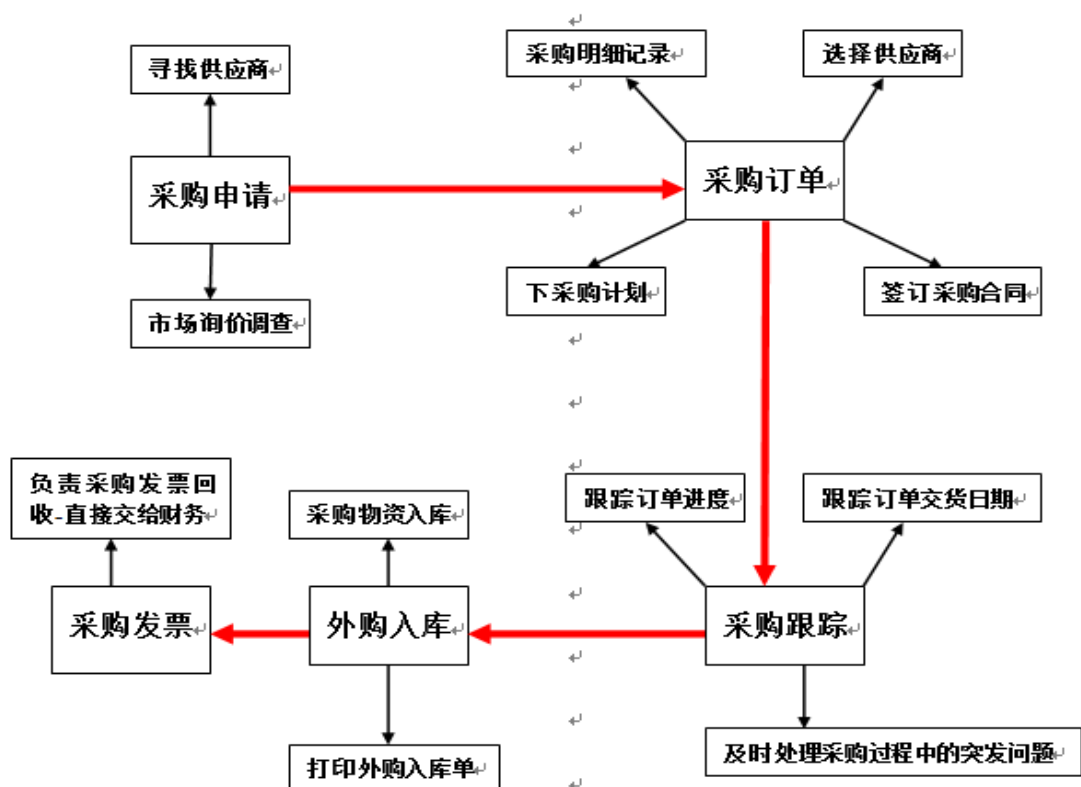 采购明细记录
选择供应商
寻找供应商
采购申请
采购订单
市场询价调查
下采购计划
签订采购合同
负责采购发票回
收-直接交给财务
采购物资入库
跟踪订单进度
跟踪订单交货日期
采购发票
外购入库
采购跟踪
打印外购入库单
及时处理采购过程中的突发问题